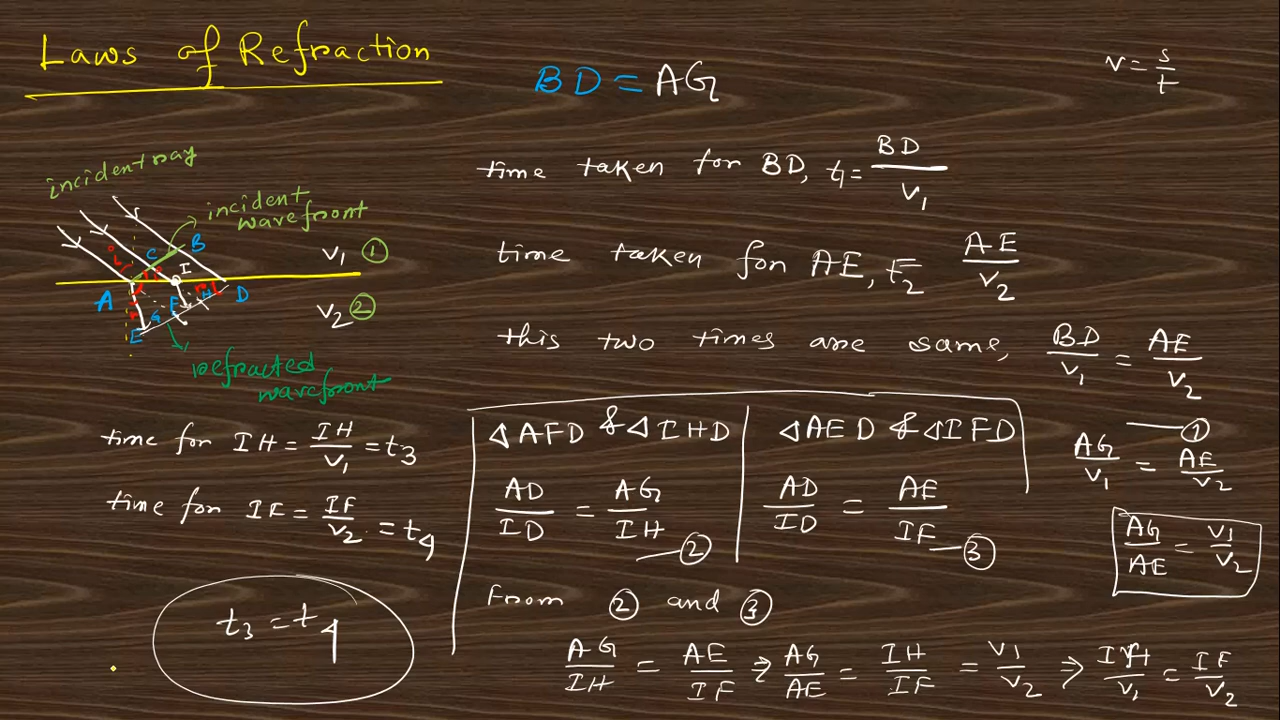 Laws of Refraction
BD = AG
v = s/t
incident ray
incident
wavefront
time taken for BD, t1 = BD/v1
C B I
v1 ①
A F H D
v2 ②
E G
time taken for AE, t2 = AE/v2
refracted
wavefront
this two times are same, BD/v1 = AE/v2 — ①
AG/v1 = AE/v2
AG/AE = v1/v2
time for IH = IH/v1 = t3
time for IF = IF/v2 = t4
t3 = t4
△AFD & △IHD
AD/ID = AG/IH — ②
△AED & △IFD
AD/ID = AE/IF — ③
From ② and ③
AG/IH = AE/IF ⇒ AG/AE = IH/IF = v1/v2 ⇒ IH/v1 = IF/v2